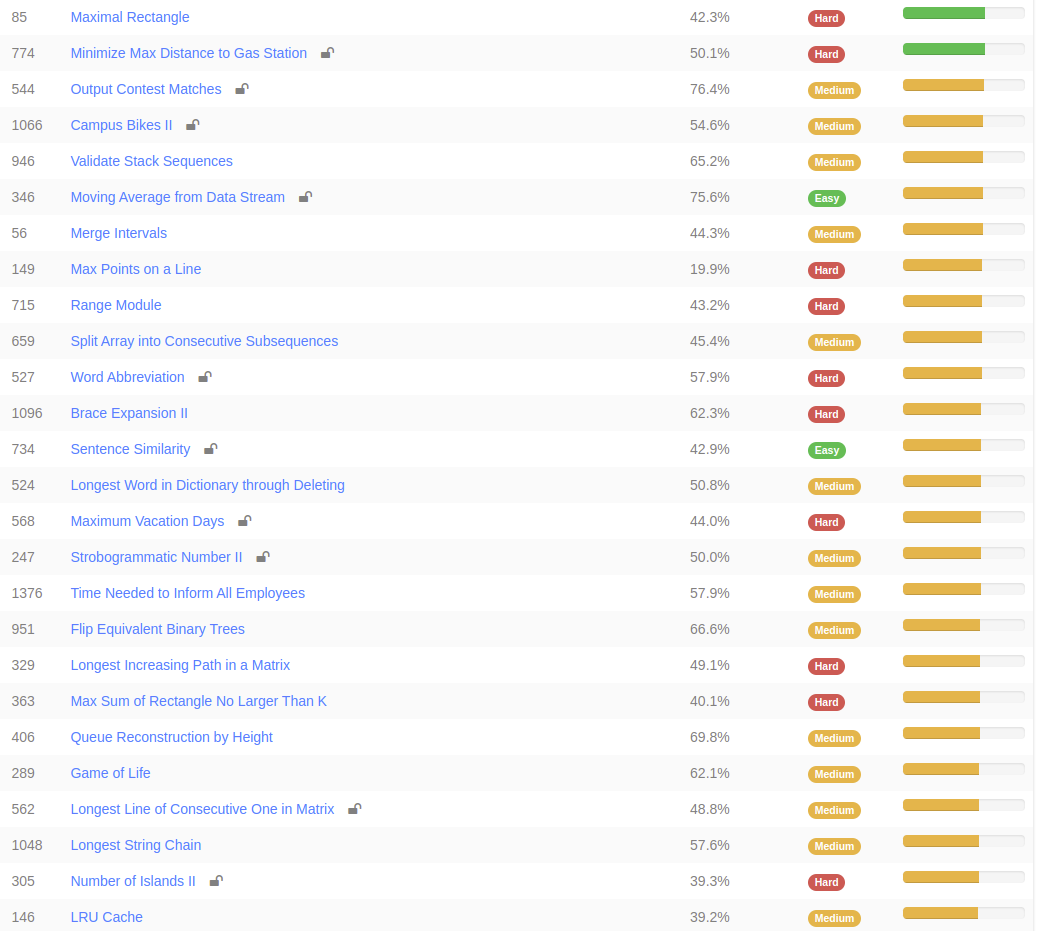 85 Maximal Rectangle 42.3% Hard
774 Minimize Max Distance to Gas Station 50.1% Hard
544 Output Contest Matches 76.4% Medium
1066 Campus Bikes II 54.6% Medium
946 Validate Stack Sequences 65.2% Medium
346 Moving Average from Data Stream 75.6% Easy
56 Merge Intervals 44.3% Medium
149 Max Points on a Line 19.9% Hard
715 Range Module 43.2% Hard
659 Split Array into Consecutive Subsequences 45.4% Medium
527 Word Abbreviation 57.9% Hard
1096 Brace Expansion II 62.3% Hard
734 Sentence Similarity 42.9% Easy
524 Longest Word in Dictionary through Deleting 50.8% Medium
568 Maximum Vacation Days 44.0% Hard
247 Strobogrammatic Number II 50.0% Medium
1376 Time Needed to Inform All Employees 57.9% Medium
951 Flip Equivalent Binary Trees 66.6% Medium
329 Longest Increasing Path in a Matrix 49.1% Hard
363 Max Sum of Rectangle No Larger Than K 40.1% Hard
406 Queue Reconstruction by Height 69.8% Medium
289 Game of Life 62.1% Medium
562 Longest Line of Consecutive One in Matrix 48.8% Medium
1048 Longest String Chain 57.6% Medium
305 Number of Islands II 39.3% Hard
146 LRU Cache 39.2% Medium